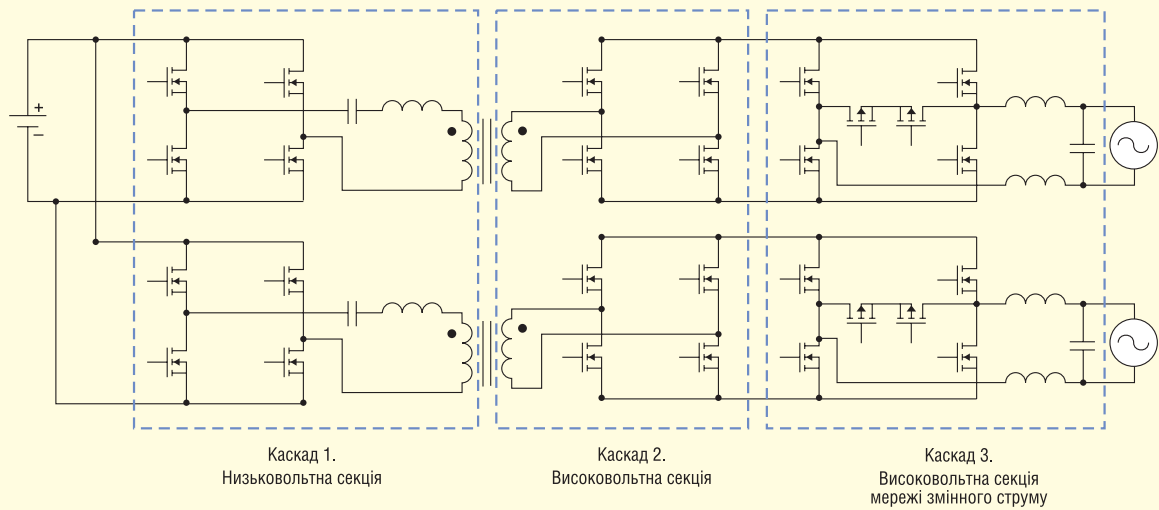 +
−
Каскад 1.
Низьковольтна секція
Каскад 2.
Високовольтна секція
Каскад 3.
Високовольтна секція
мережі змінного струму